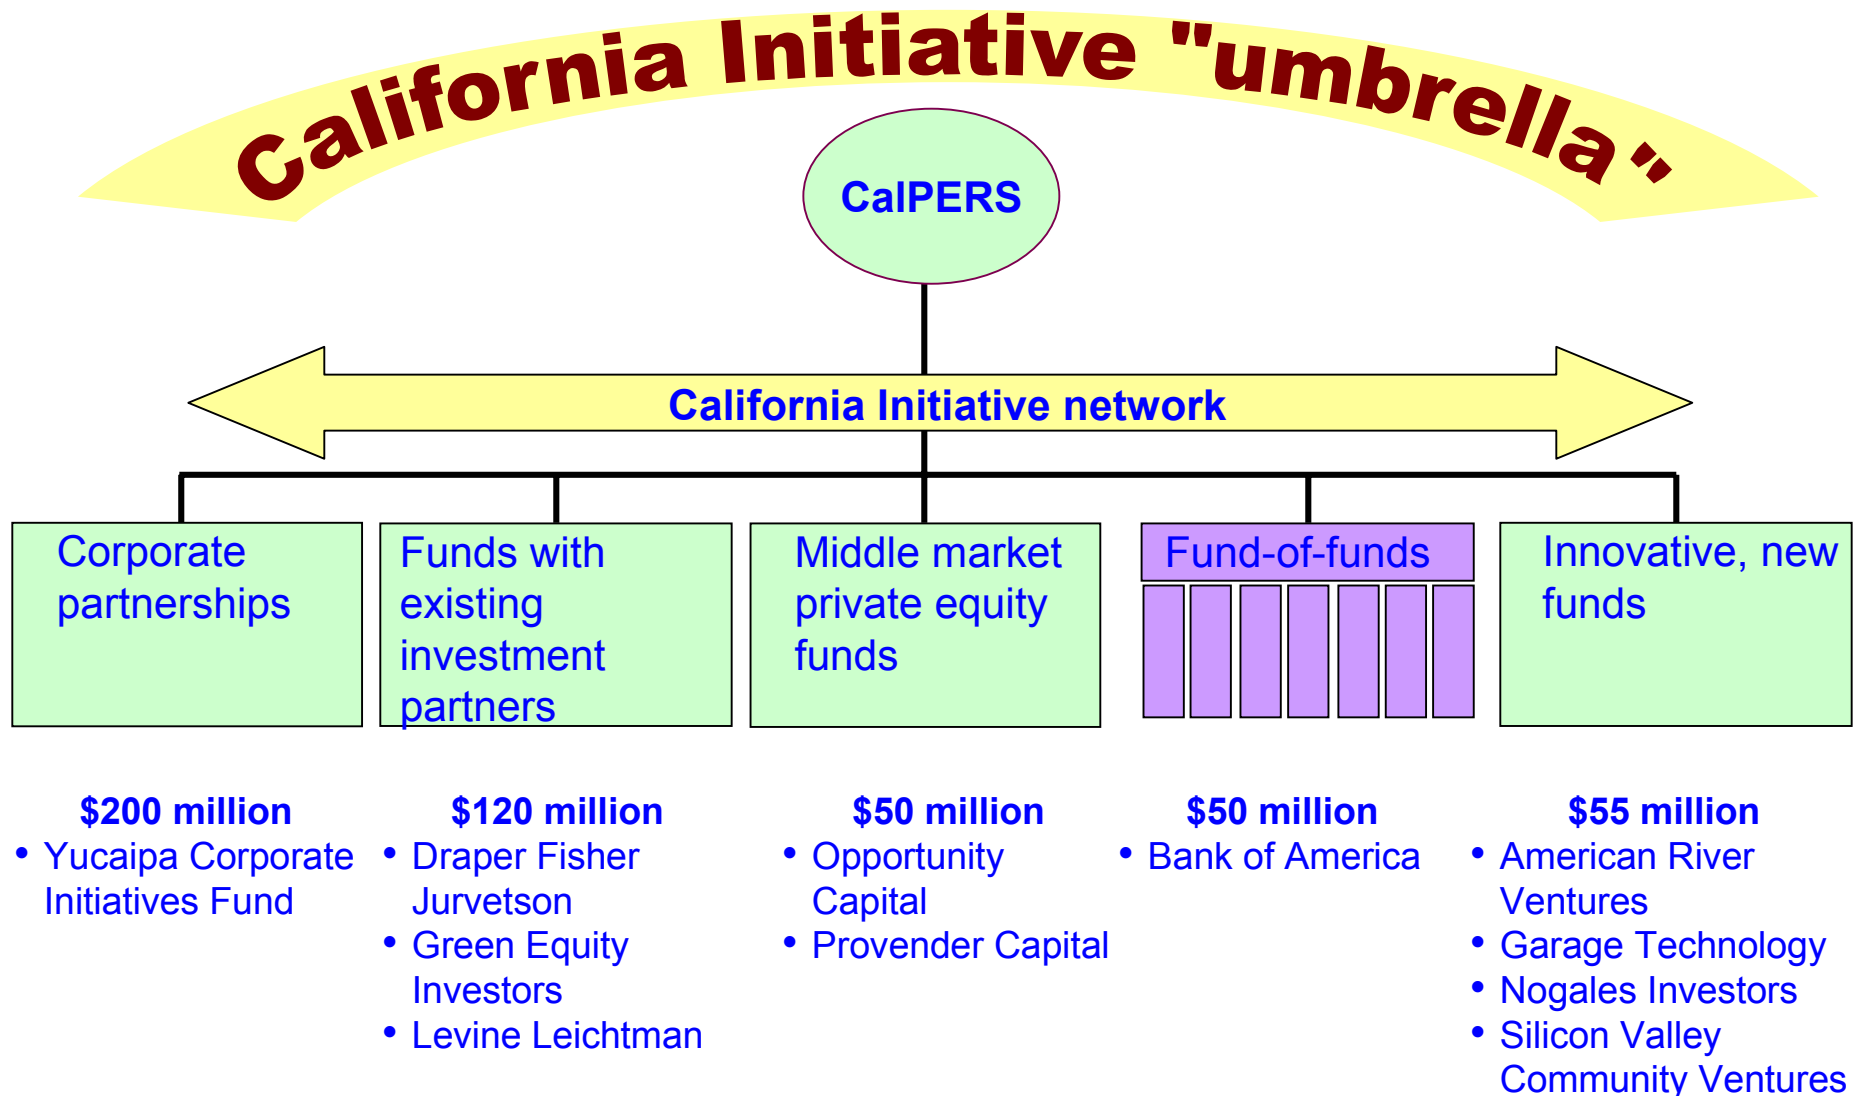 California Initiative "umbrella"
CalPERS
California Initiative network
Corporate
partnerships
Funds with
existing
investment
partners
Middle market
private equity
funds
Fund-of-funds
Innovative, new
funds
$200 million
• Yucaipa Corporate
Initiatives Fund
$120 million
• Draper Fisher
Jurvetson
• Green Equity
Investors
• Levine Leichtman
$50 million
• Opportunity
Capital
• Provender Capital
$50 million
• Bank of America
$55 million
• American River
Ventures
• Garage Technology
• Nogales Investors
• Silicon Valley
Community Ventures